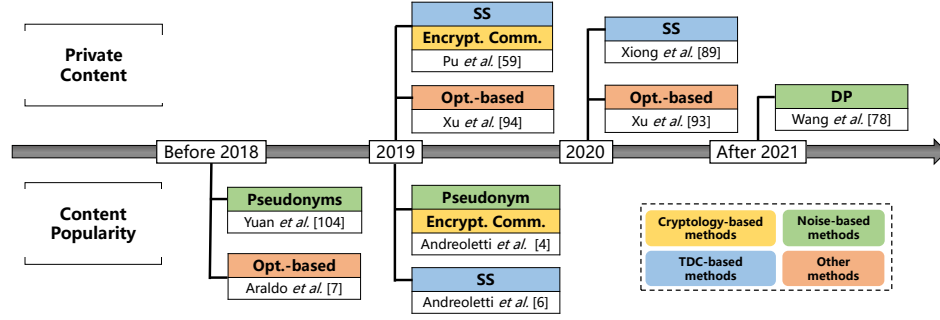 Private
Content
SS
Encrypt. Comm.
Pu et al. [59]
Opt.-based
Xu et al. [94]
SS
Xiong et al. [89]
Opt.-based
Xu et al. [93]
DP
Wang et al. [78]
Before 2018
2019
2020
After 2021
Content
Popularity
Pseudonyms
Yuan et al. [104]
Opt.-based
Araldo et al. [7]
Pseudonym
Encrypt. Comm.
Andreoletti et al. [4]
SS
Andreoletti et al. [6]
Cryptology-based
methods
Noise-based
methods
TDC-based
methods
Other
methods